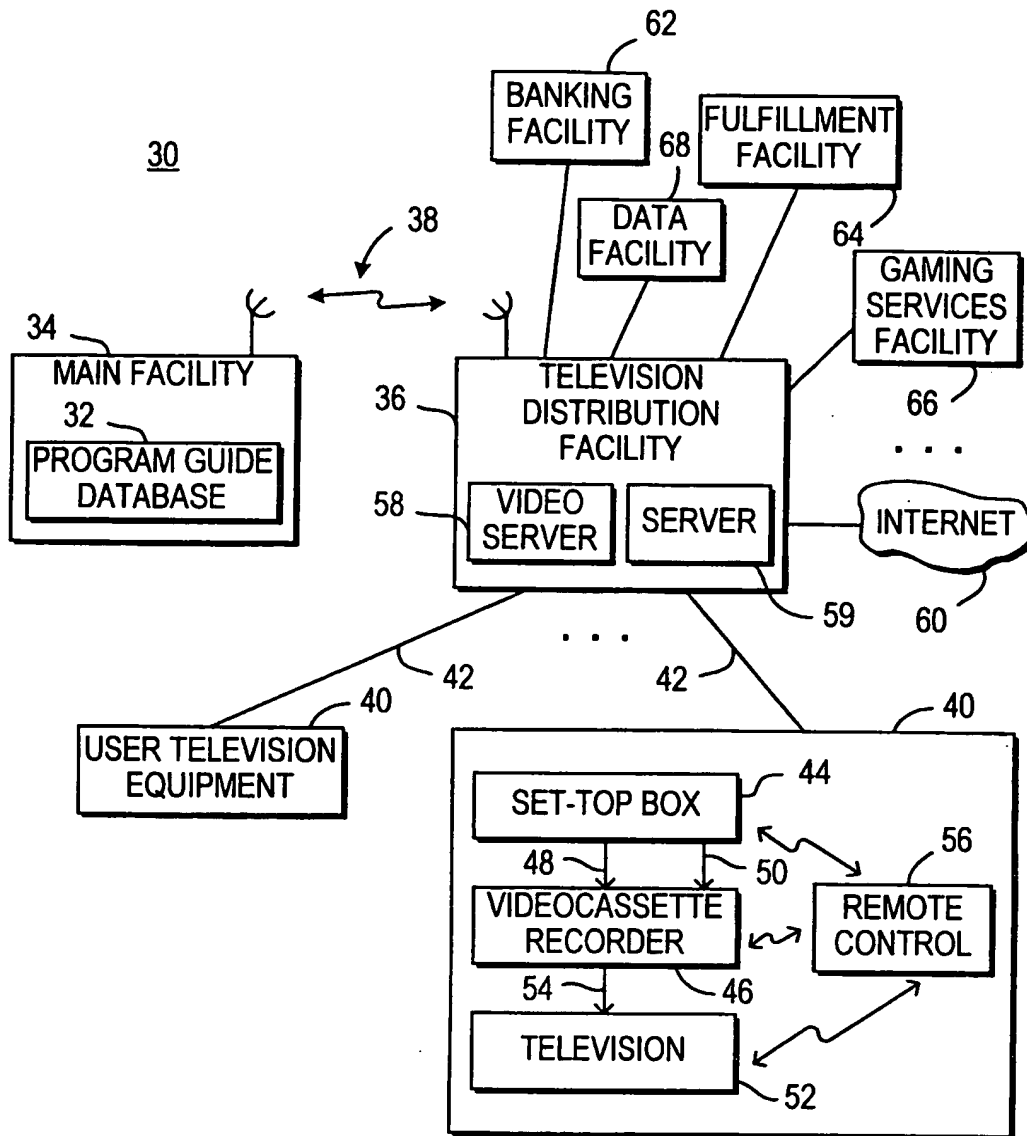 62
BANKING
FACILITY
FULFILLMENT
FACILITY
30
68
38
DATA
FACILITY
64
GAMING
SERVICES
FACILITY
34
MAIN FACILITY
36
TELEVISION
DISTRIBUTION
FACILITY
66
. . .
32
PROGRAM GUIDE
DATABASE
58
VIDEO
SERVER
SERVER
INTERNET
59
60
. . .
42
42
40
USER TELEVISION
EQUIPMENT
40
44
SET-TOP BOX
48
50
56
VIDEOCASSETTE
RECORDER
REMOTE
CONTROL
54
46
TELEVISION
52